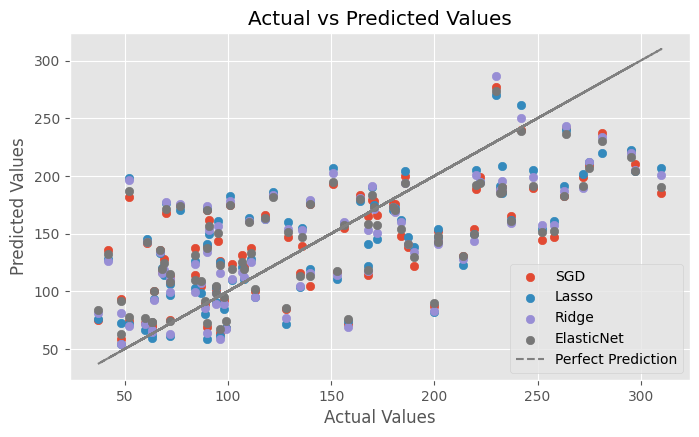 Actual vs Predicted Values
Predicted Values
300
250
200
150
100
50
50
100
150
200
250
300
Actual Values
SGD
Lasso
Ridge
ElasticNet
Perfect Prediction